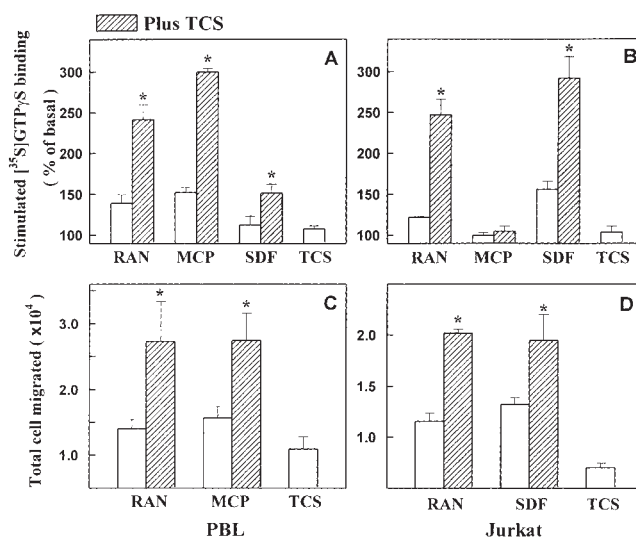 Plus TCS
A
B
Stimulated [³⁵S]GTPγS binding
( % of basal )
300
250
200
150
100
300
250
200
150
100
*
*
*
*
*
RAN MCP SDF TCS
RAN MCP SDF TCS
C
D
Total cell migrated ( x10⁴ )
3.0
2.0
1.0
2.0
1.5
1.0
*
*
*
*
RAN MCP TCS
RAN SDF TCS
PBL
Jurkat